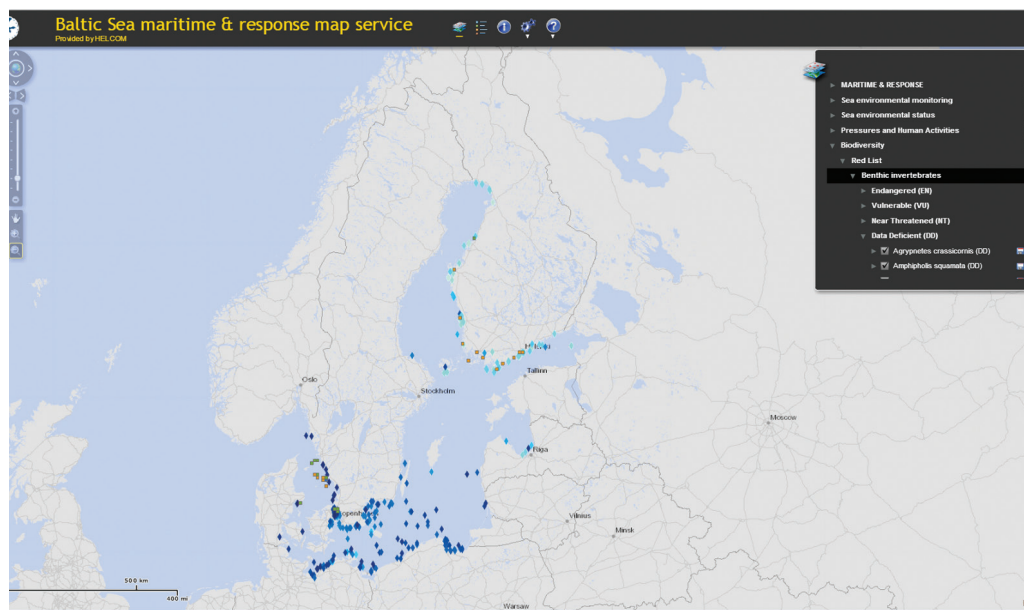 Baltic Sea maritime & response map service
Provided by HELCOM
MARITIME & RESPONSE
Sea environmental monitoring
Sea environmental status
Pressures and Human Activities
Biodiversity
Red List
Benthic invertebrates
Endangered (EN)
Vulnerable (VU)
Near Threatened (NT)
Data Deficient (DD)
Agrypnetes crassicornis (DD)
Amphipholis squamata (DD)
Oslo
Stockholm
Tallinn
Moscow
Riga
Vilnius
Minsk
500 km
400 mi
Warsaw